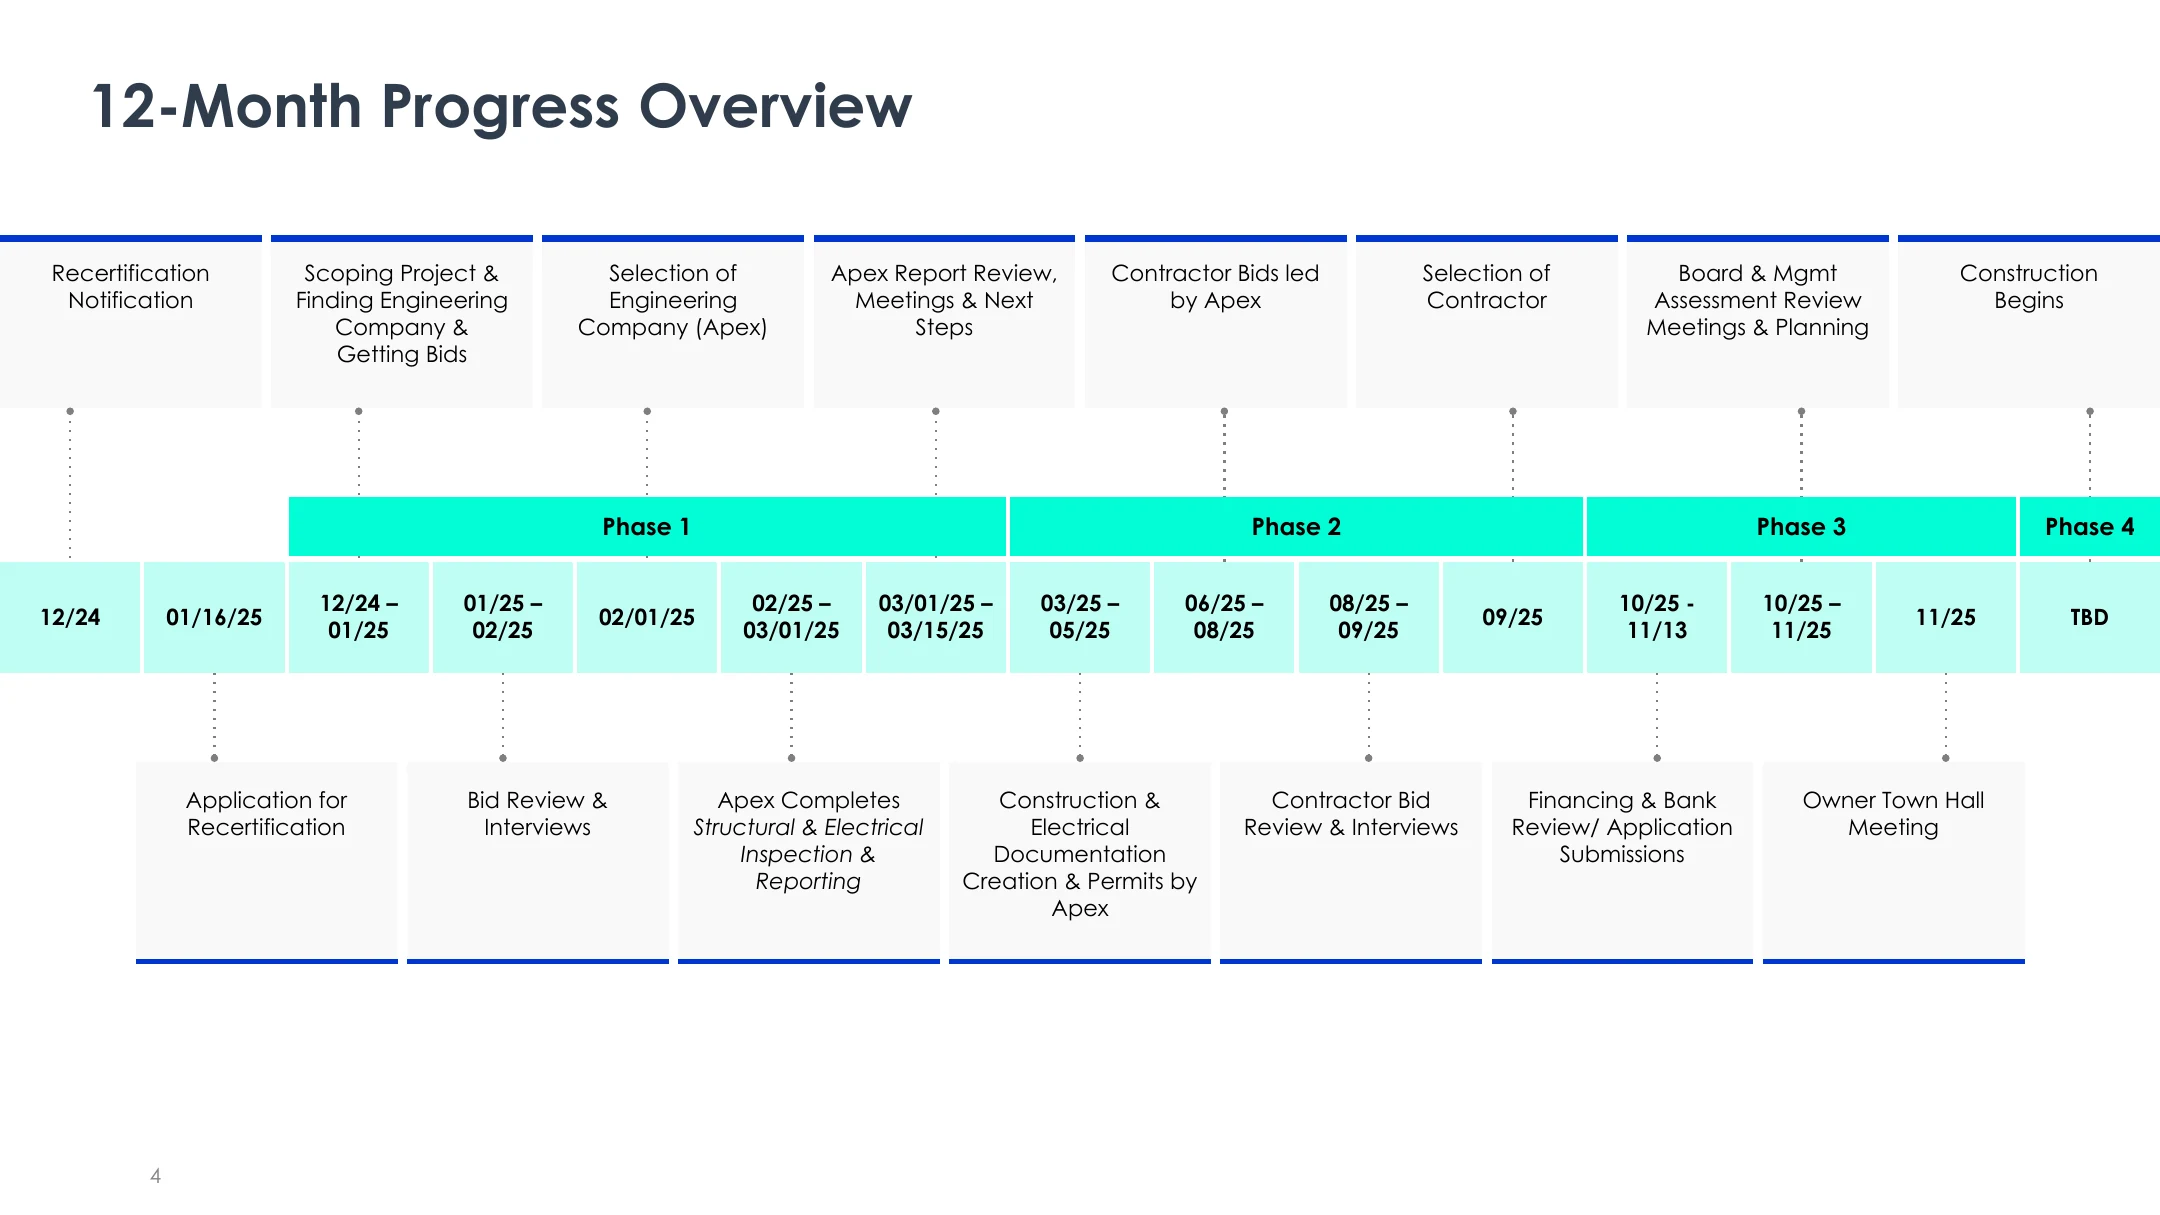 12-Month Progress Overview
Recertification
Notification
Scoping Project &
Finding Engineering
Company &
Getting Bids
Selection of
Engineering
Company (Apex)
Apex Report Review,
Meetings & Next
Steps
Contractor Bids led
by Apex
Selection of
Contractor
Board & Mgmt
Assessment Review
Meetings & Planning
Construction
Begins
Phase 1
Phase 2
Phase 3
Phase 4
12/24
01/16/25
12/24 –
01/25
01/25 –
02/25
02/01/25
02/25 –
03/01/25
03/01/25 –
03/15/25
03/25 –
05/25
06/25 –
08/25
08/25 –
09/25
09/25
10/25 -
11/13
10/25 –
11/25
11/25
TBD
Application for
Recertification
Bid Review &
Interviews
Apex Completes
Structural & Electrical
Inspection &
Reporting
Construction &
Electrical
Documentation
Creation & Permits by
Apex
Contractor Bid
Review & Interviews
Financing & Bank
Review/ Application
Submissions
Owner Town Hall
Meeting
4